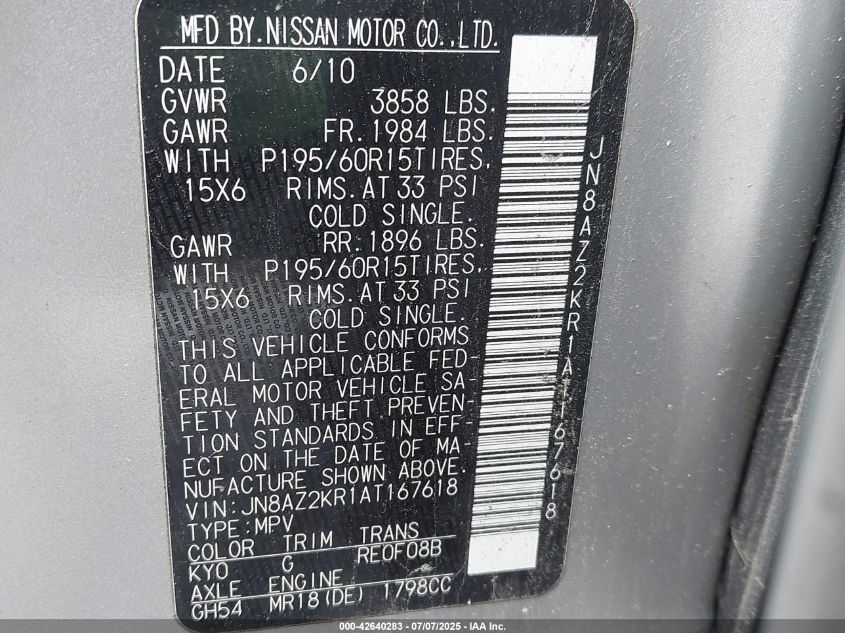 MFD BY.NISSAN MOTOR CO.,LTD.
DATE 6/10
GVWR 3858 LBS.
GAWR FR.1984 LBS.
WITH P195/60R15TIRES,
15X6 RIMS.AT 33 PSI
COLD SINGLE.
GAWR RR.1896 LBS.
WITH P195/60R15TIRES,
15X6 RIMS.AT 33 PSI
COLD SINGLE.
THIS VEHICLE CONFORMS
TO ALL APPLICABLE FED-
ERAL MOTOR VEHICLE SA-
FETY AND THEFT PREVEN-
TION STANDARDS IN EFF-
ECT ON THE DATE OF MA-
NUFACTURE SHOWN ABOVE.
VIN:JN8AZ2KR1AT167618
TYPE:MPV
COLOR TRIM TRANS
KYO G RE0F08B
AXLE ENGINE
GH54 MR18(DE) 1798CC
JN8AZ2KR1AT167618
000-42640283 - 07/07/2025 - IAA Inc.